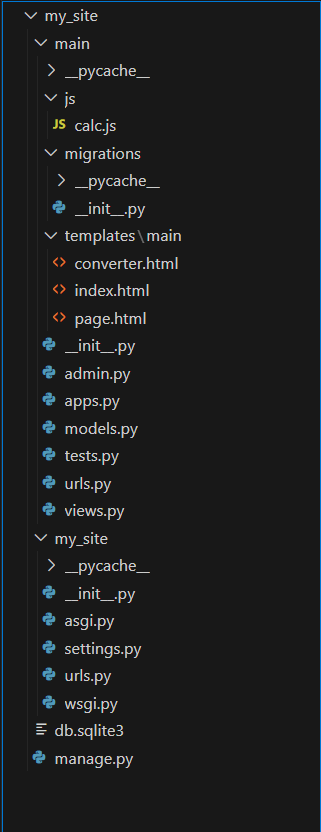 my_site
main
__pycache__
js
JS calc.js
migrations
__pycache__
__init__.py
templates\main
<> converter.html
<> index.html
<> page.html
__init__.py
admin.py
apps.py
models.py
tests.py
urls.py
views.py
my_site
__pycache__
__init__.py
asgi.py
settings.py
urls.py
wsgi.py
db.sqlite3
manage.py